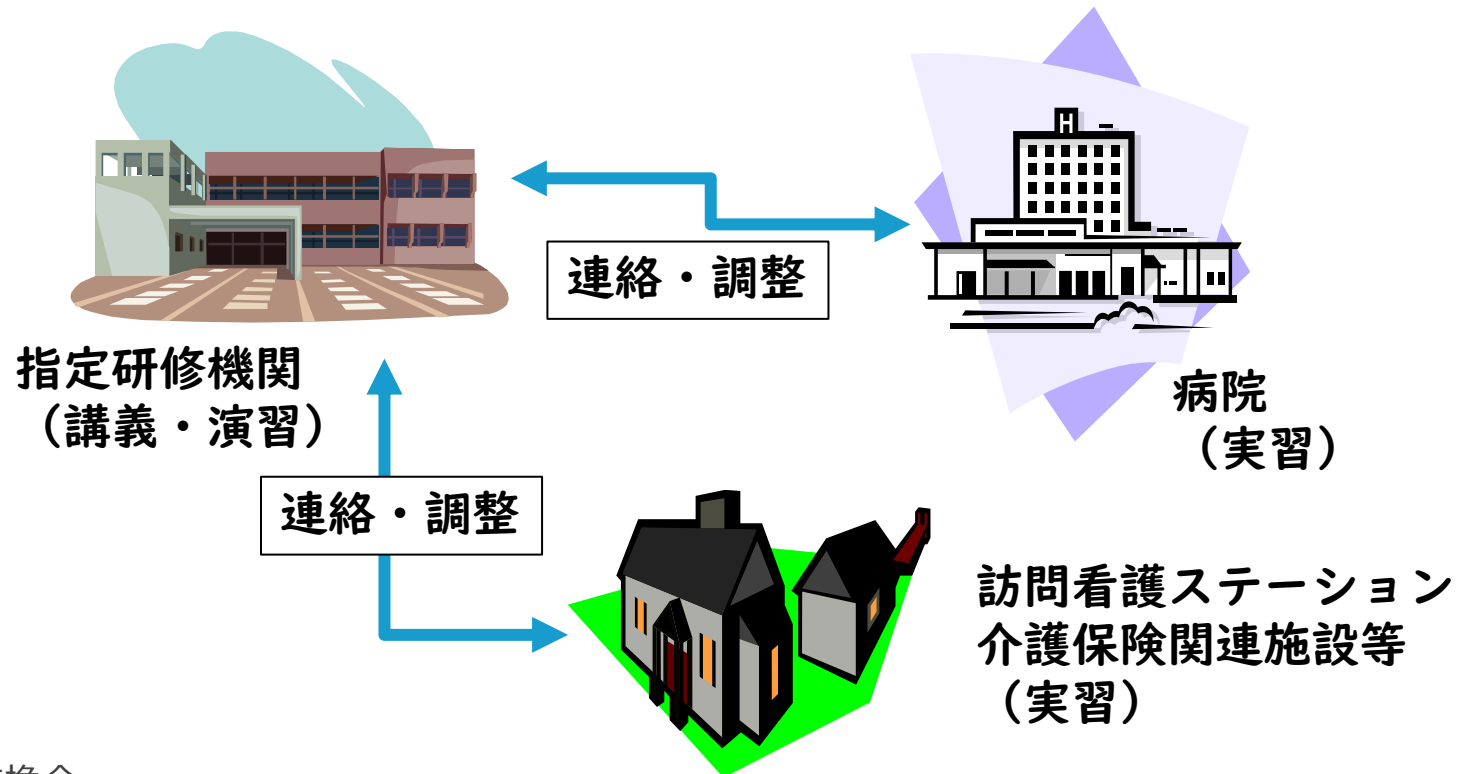 連絡・調整
指定研修機関
（講義・演習）
病院
（実習）
連絡・調整
訪問看護ステーション
介護保険関連施設等
（実習）
H